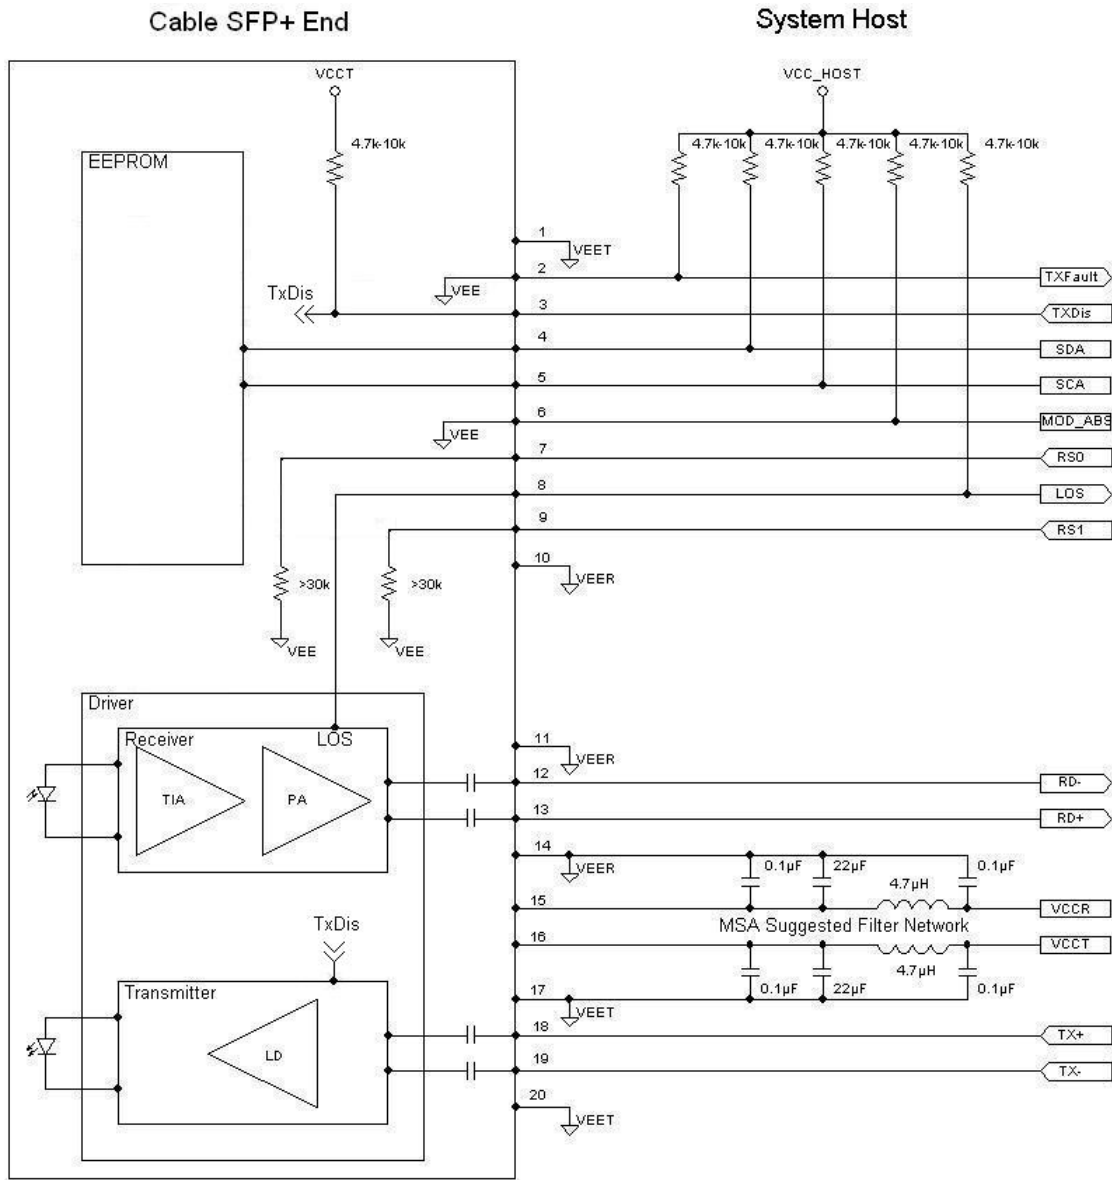 Cable SFP+ End
System Host
VCCT
VCC_HOST
4.7k-10k
4.7k-10k
4.7k-10k
4.7k-10k
4.7k-10k
4.7k-10k
EEPROM
1
VEET
2
VEE
TXFault
TxDis
3
TXDis
4
SDA
5
SCA
6
VEE
MOD_ABS
7
RS0
8
LOS
9
RS1
10
VEER
>30k
>30k
VEE
VEE
Driver
Receiver
LOS
TIA
PA
11
VEER
12
RD-
13
RD+
14
VEER
0.1µF
22µF
4.7µH
0.1µF
15
VCCR
MSA Suggested Filter Network
16
VCCT
4.7µH
0.1µF
22µF
0.1µF
TxDis
Transmitter
LD
17
VEET
18
TX+
19
TX-
20
VEET